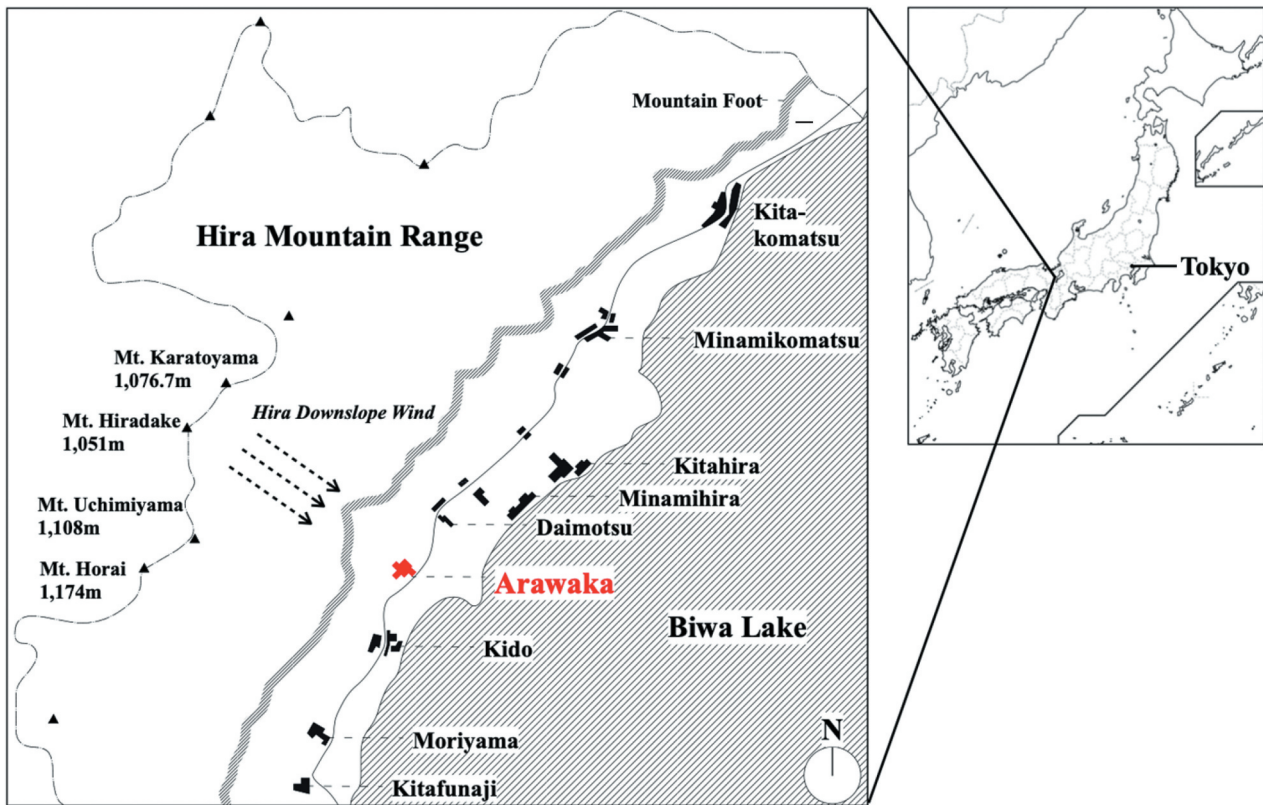 Mountain Foot
Kita-
komatsu
Hira Mountain Range
Tokyo
Minamikomatsu
Mt. Karatoyama
1,076.7m
Hira Downslope Wind
Mt. Hiradake
1,051m
Kitahira
Minamihira
Mt. Uchimiyama
1,108m
Daimotsu
Mt. Horai
1,174m
Arawaka
Biwa Lake
Kido
N
Moriyama
Kitafunaji